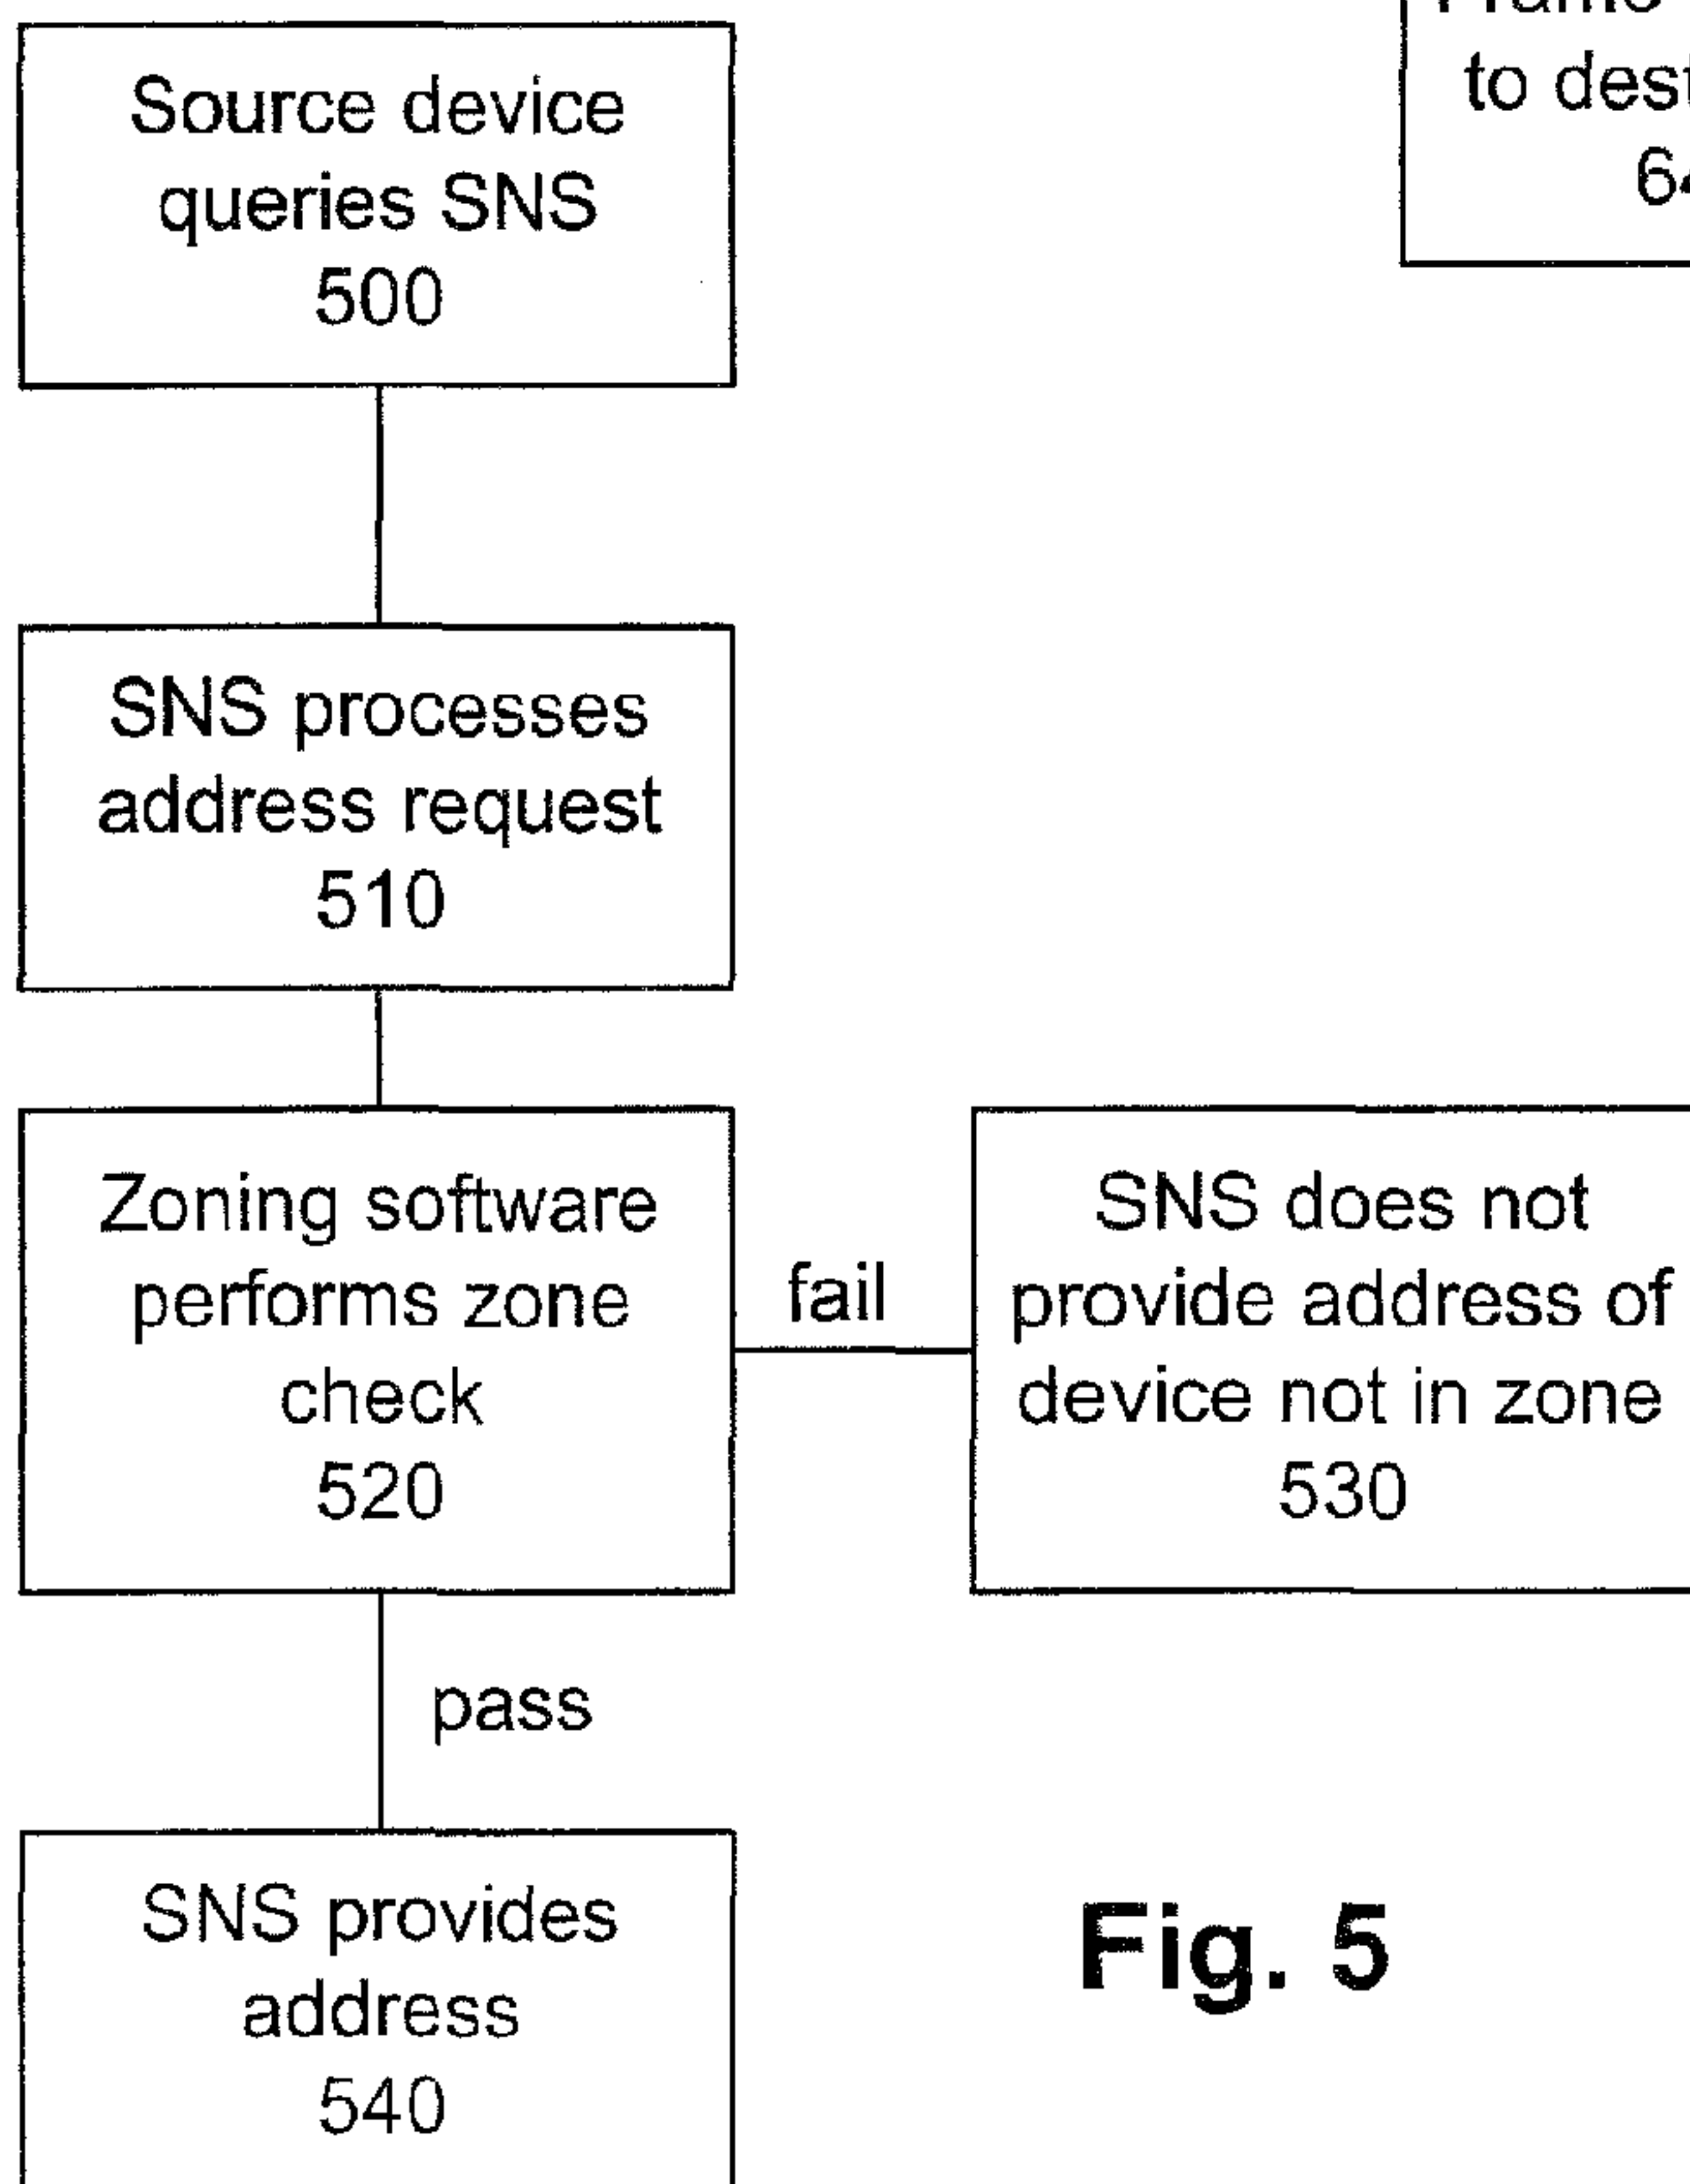 Source device
queries SNS
500
to
SNS processes
address request
510
Zoning software
performs zone
check
520
fail
SNS does not
provide address of
device not in zone
530
pass
SNS provides
address
540
Fig. 5